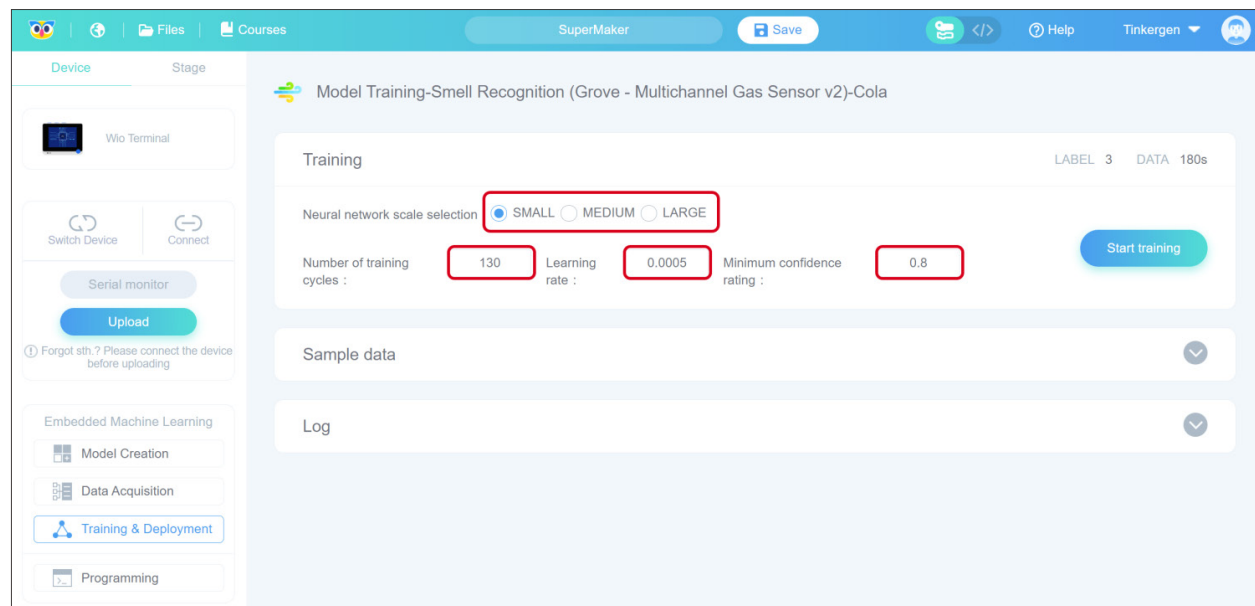 Files
Courses
SuperMaker
Save
</>
Help
Tinkergen
Device
Stage
Wio Terminal
Switch Device
Connect
Serial monitor
Upload
Forgot sth.? Please connect the device
before uploading
Embedded Machine Learning
Model Creation
Data Acquisition
Training & Deployment
Programming
Model Training-Smell Recognition (Grove - Multichannel Gas Sensor v2)-Cola
Training
LABEL 3 DATA 180s
Neural network scale selection SMALL MEDIUM LARGE
Number of training
cycles :
130
Learning
rate :
0.0005
Minimum confidence
rating :
0.8
Start training
Sample data
Log